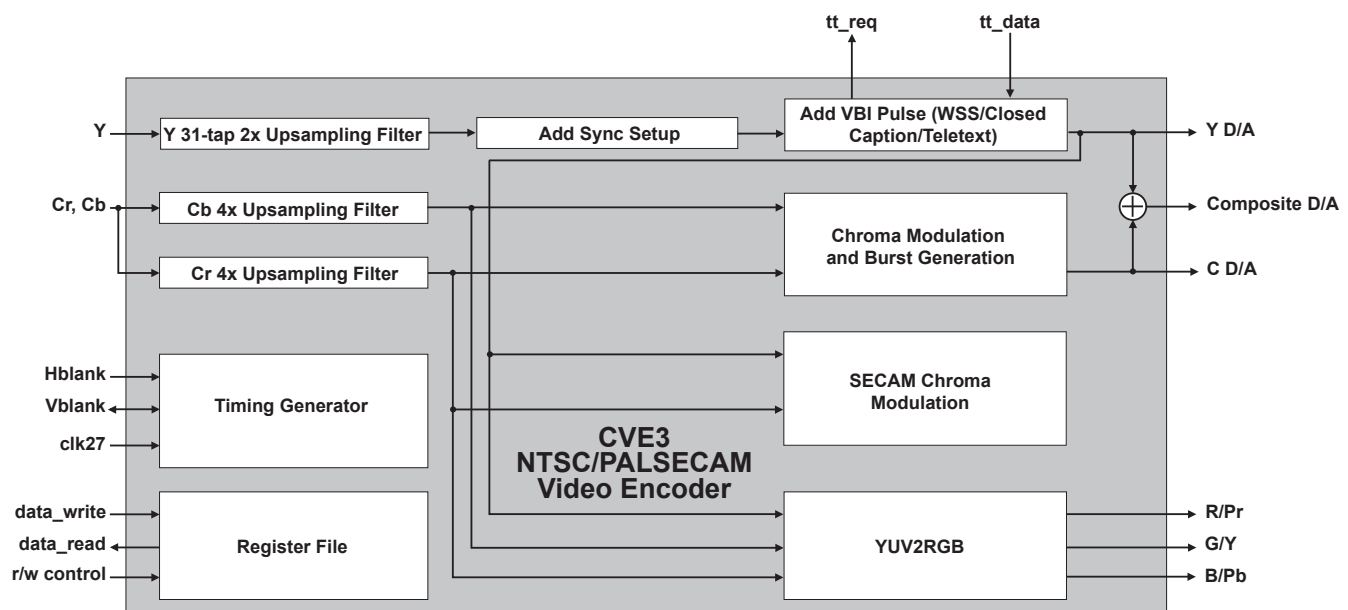 tt_req
tt_data
Y
Y 31-tap 2x Upsampling Filter
Add Sync Setup
Add VBI Pulse (WSS/Closed
Caption/Teletext)
Y D/A
Cr, Cb
Cb 4x Upsampling Filter
Composite D/A
Chroma Modulation
and Burst Generation
Cr 4x Upsampling Filter
C D/A
Hblank
Vblank
clk27
Timing Generator
SECAM Chroma
Modulation
CVE3
NTSC/PALSECAM
Video Encoder
data_write
data_read
r/w control
Register File
YUV2RGB
R/Pr
G/Y
B/Pb